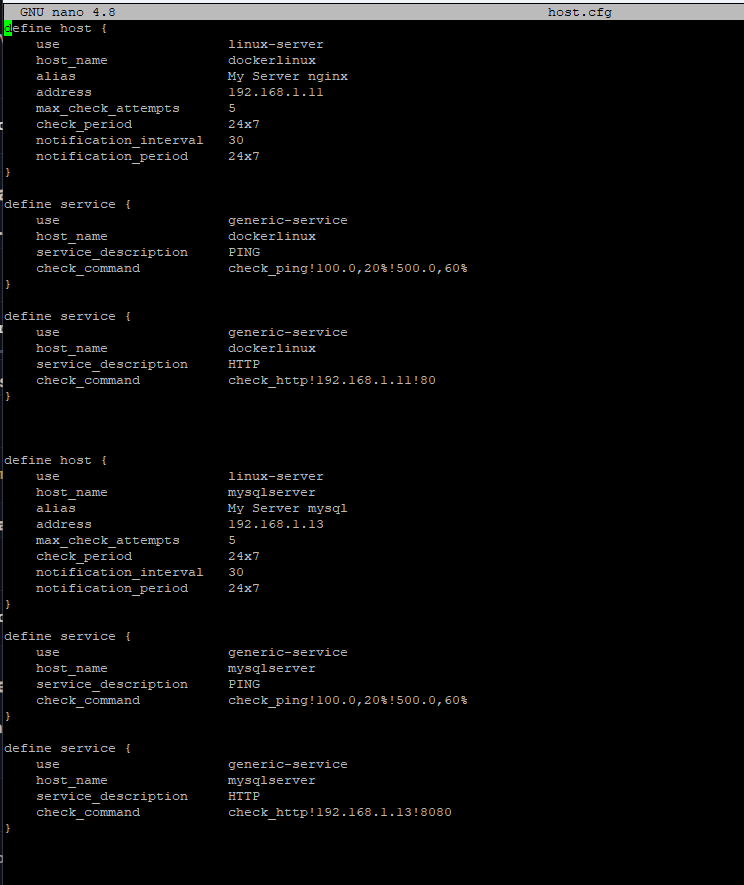 GNU nano 4.8 host.cfg
define host {
use linux-server
host_name dockerlinux
alias My Server nginx
address 192.168.1.11
max_check_attempts 5
check_period 24x7
notification_interval 30
notification_period 24x7
}
define service {
use generic-service
host_name dockerlinux
service_description PING
check_command check_ping!100.0,20%!500.0,60%
}
define service {
use generic-service
host_name dockerlinux
service_description HTTP
check_command check_http!192.168.1.11!80
}
define host {
use linux-server
host_name mysqlserver
alias My Server mysql
address 192.168.1.13
max_check_attempts 5
check_period 24x7
notification_interval 30
notification_period 24x7
}
define service {
use generic-service
host_name mysqlserver
service_description PING
check_command check_ping!100.0,20%!500.0,60%
}
define service {
use generic-service
host_name mysqlserver
service_description HTTP
check_command check_http!192.168.1.13!8080
}